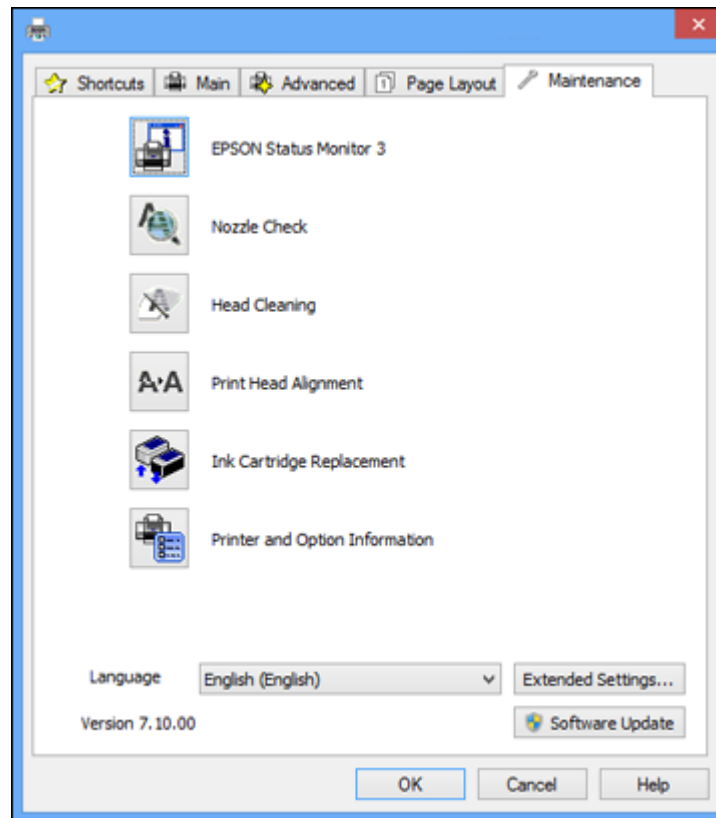 Shortcuts Main Advanced 1 Page Layout Maintenance
i EPSON Status Monitor 3
Nozzle Check
Head Cleaning
A·A Print Head Alignment
Ink Cartridge Replacement
Printer and Option Information
Language English (English) Extended Settings...
Version 7.10.00 Software Update
OK Cancel Help